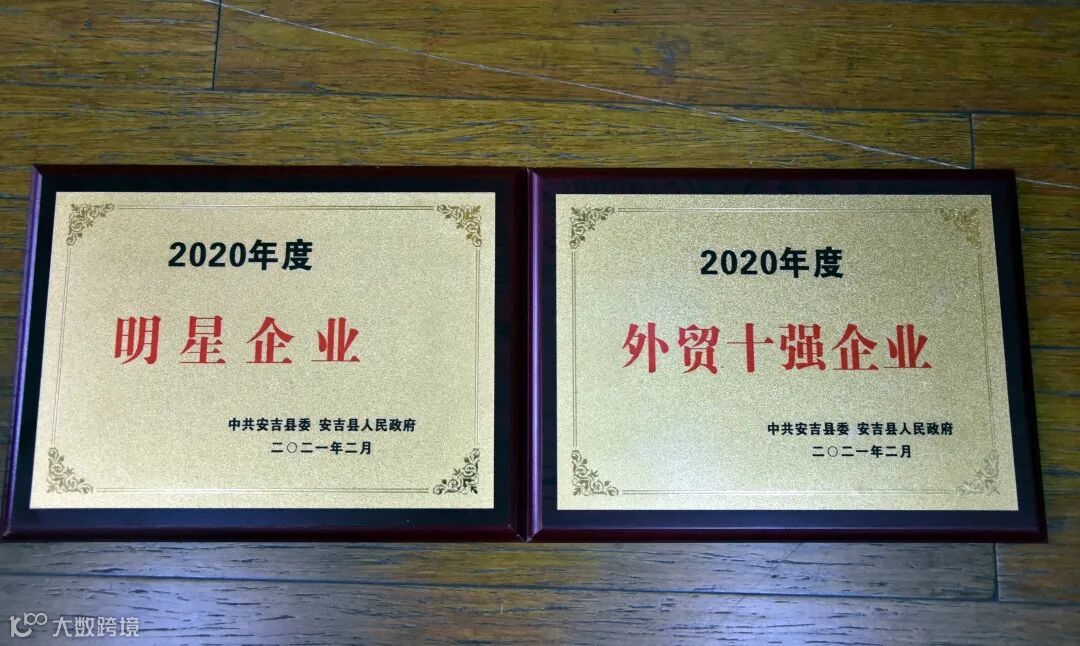 2020年度
明星企业
中共安吉县委 安吉县人民政府
二〇二一年二月
2020年度
外贸十强企业
中共安吉县委 安吉县人民政府
二〇二一年二月
大数跨境